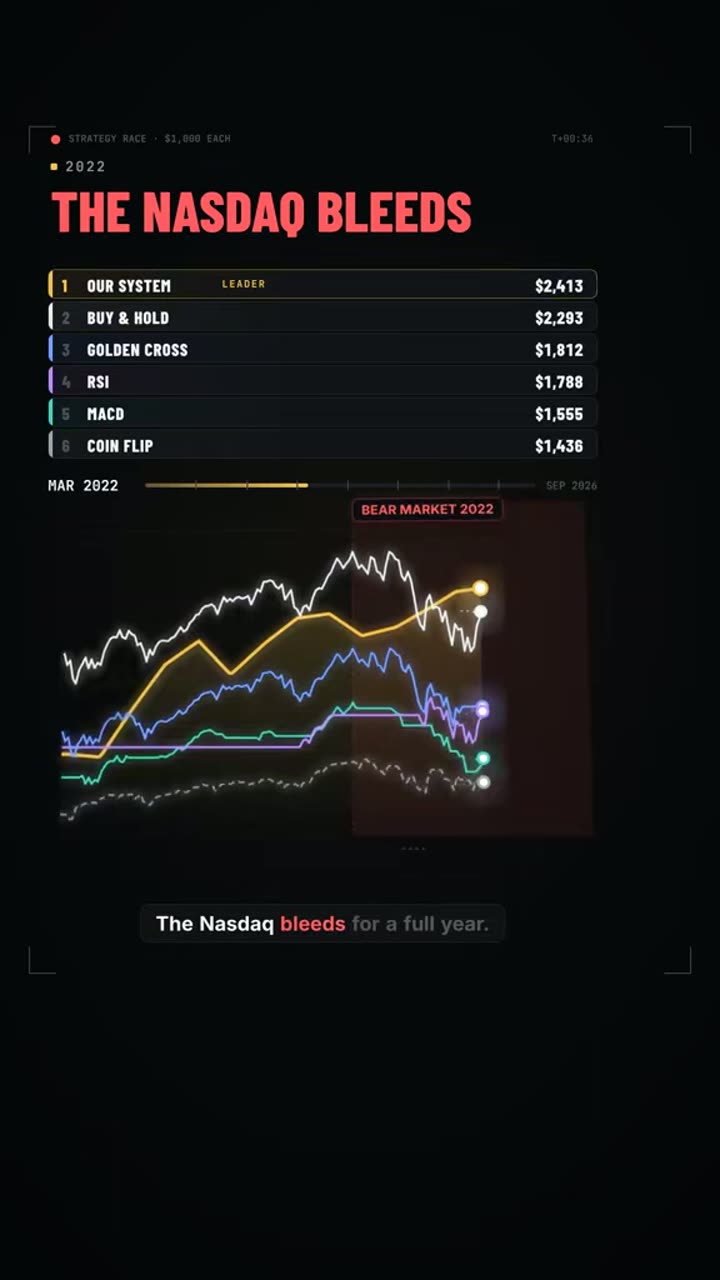 STRATEGY RACE · $1,000 EACH
T+00:36
2022
THE NASDAQ BLEEDS
1 OUR SYSTEM LEADER $2,413
2 BUY & HOLD $2,293
3 GOLDEN CROSS $1,812
4 RSI $1,788
5 MACD $1,555
6 COIN FLIP $1,436
MAR 2022
SEP 2026
BEAR MARKET 2022
The Nasdaq bleeds for a full year.